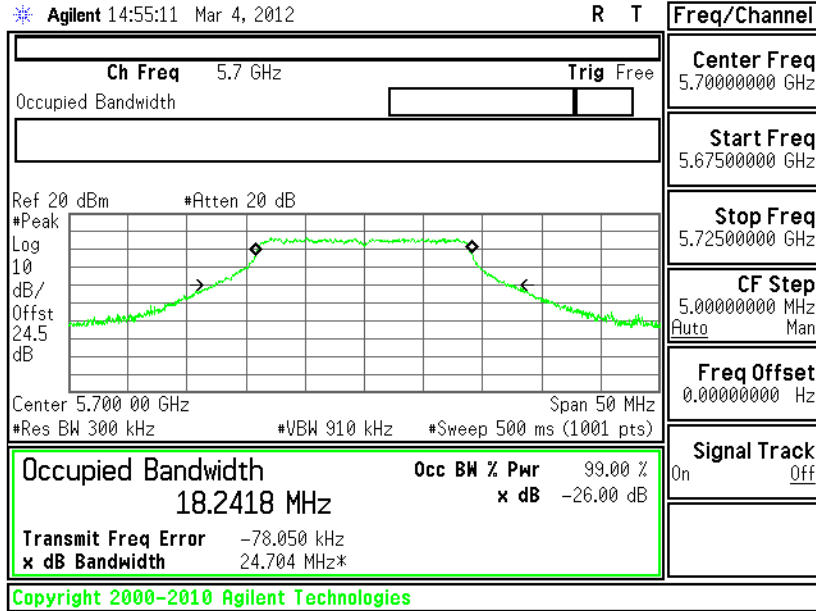 Agilent 14:55:11 Mar 4, 2012 R T
Ch Freq 5.7 GHz Trig Free
Occupied Bandwidth
Ref 20 dBm #Atten 20 dB
#Peak
Log
10
dB/
Offst
24.5
dB
Center 5.700 00 GHz Span 50 MHz
#Res BW 300 kHz #VBW 910 kHz #Sweep 500 ms (1001 pts)
Occupied Bandwidth Occ BW % Pwr 99.00 %
18.2418 MHz x dB -26.00 dB
Transmit Freq Error -78.050 kHz
x dB Bandwidth 24.704 MHz*
Copyright 2000-2010 Agilent Technologies
Freq/Channel
Center Freq
5.70000000 GHz
Start Freq
5.67500000 GHz
Stop Freq
5.72500000 GHz
CF Step
5.00000000 MHz
Auto Man
Freq Offset
0.00000000 Hz
Signal Track
On Off